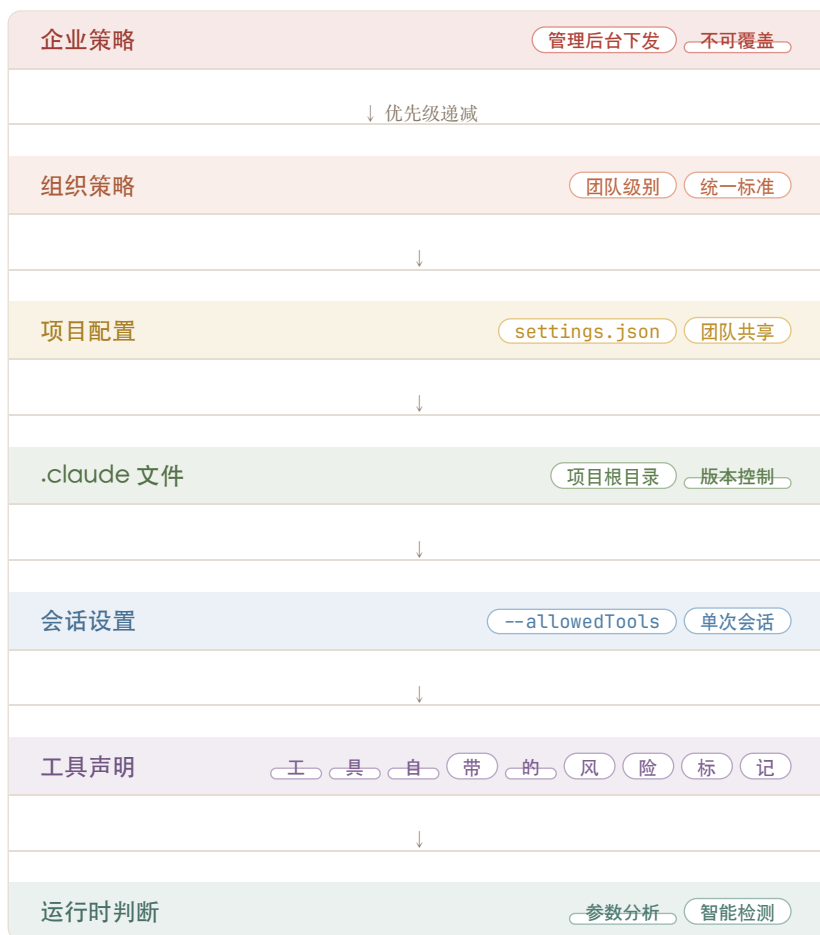 企业策略 管理后台下发 不可覆盖
↓ 优先级递减
组织策略 团队级别 统一标准
↓
项目配置 settings.json 团队共享
↓
.claude 文件 项目根目录 版本控制
↓
会话设置 --allowedTools 单次会话
↓
工具声明 工 具 自 带 的 风 险 标 记
↓
运行时判断 参数分析 智能检测